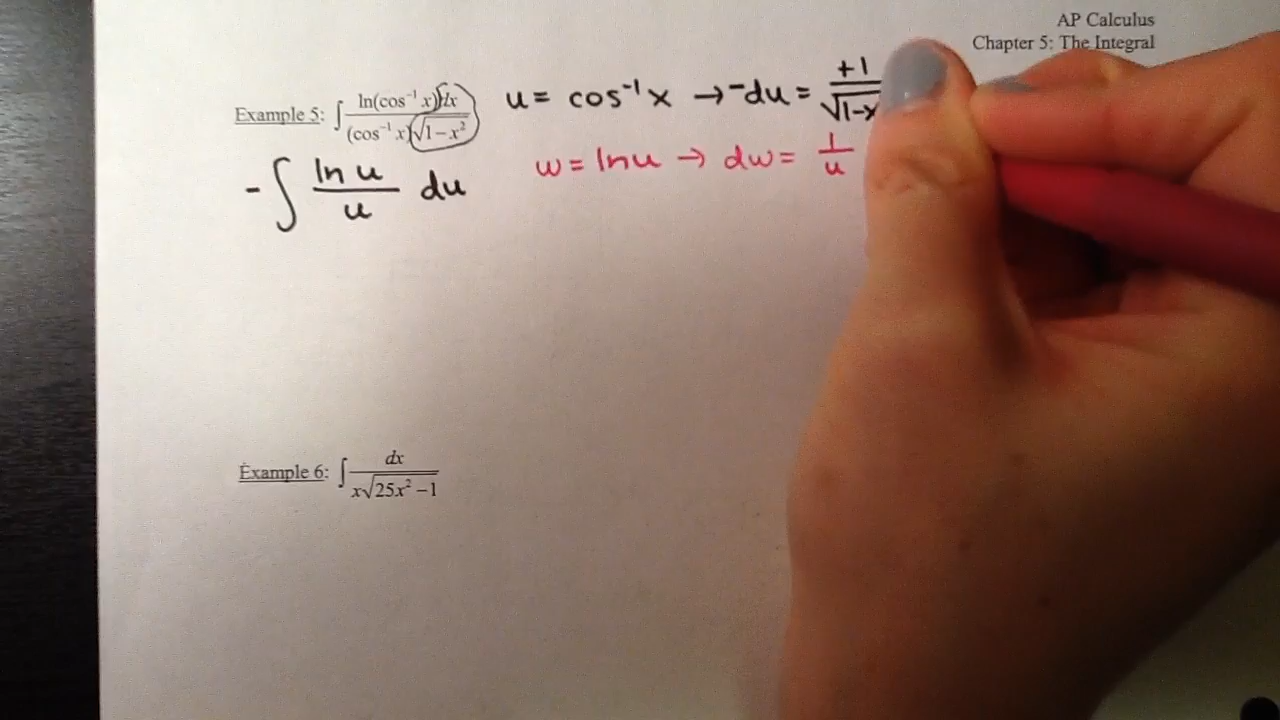 AP Calculus
Chapter 5: The Integral
Example 5: ∫ ln(cos⁻¹ x)dx / (cos⁻¹ x)√(1−x²)
u = cos⁻¹x → ⁻du = +1/√1−x
− ∫ ln u / u du
w = ln u → dw = 1/u
Example 6: ∫ dx / x√(25x² −1)